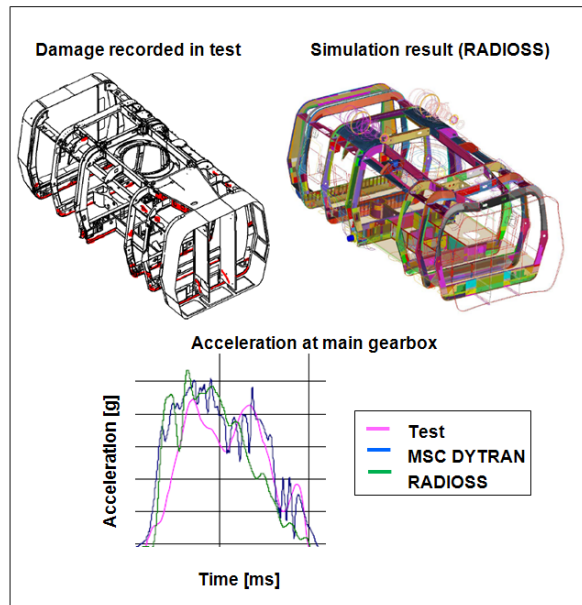 Damage recorded in test
Simulation result (RADIOSS)
Acceleration at main gearbox
Acceleration [g]
Test
MSC DYTRAN
RADIOSS
Time [ms]